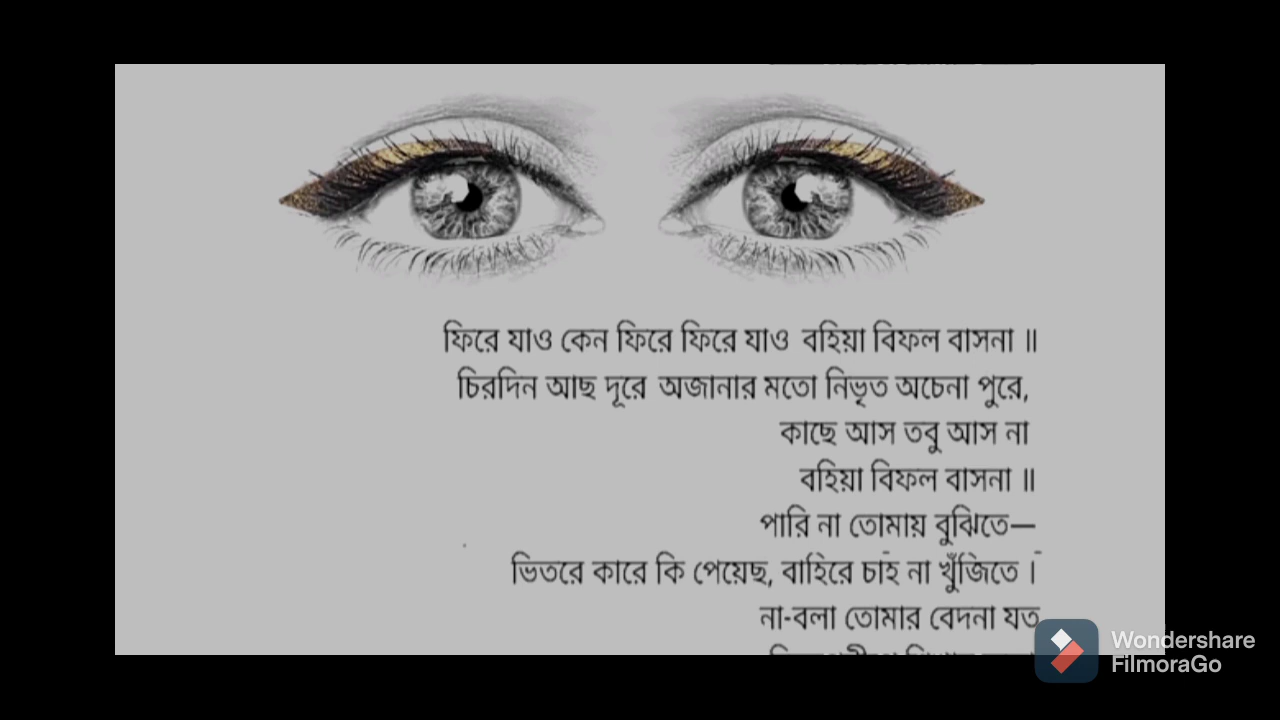 ফিরে যাও কেন ফিরে ফিরে যাও বহিয়া বিফল বাসনা ॥
চিরদিন আছ দূরে অজানার মতো নিভৃত অচেনা পুরে,
কাছে আস তবু আস না
বহিয়া বিফল বাসনা ॥
পারি না তোমায় বুঝিতে—
ভিতরে কারে কি পেয়েছ, বাহিরে চাহ না খুঁজিতে ।
না-বলা তোমার বেদনা যত
Wondershare
FilmoraGo